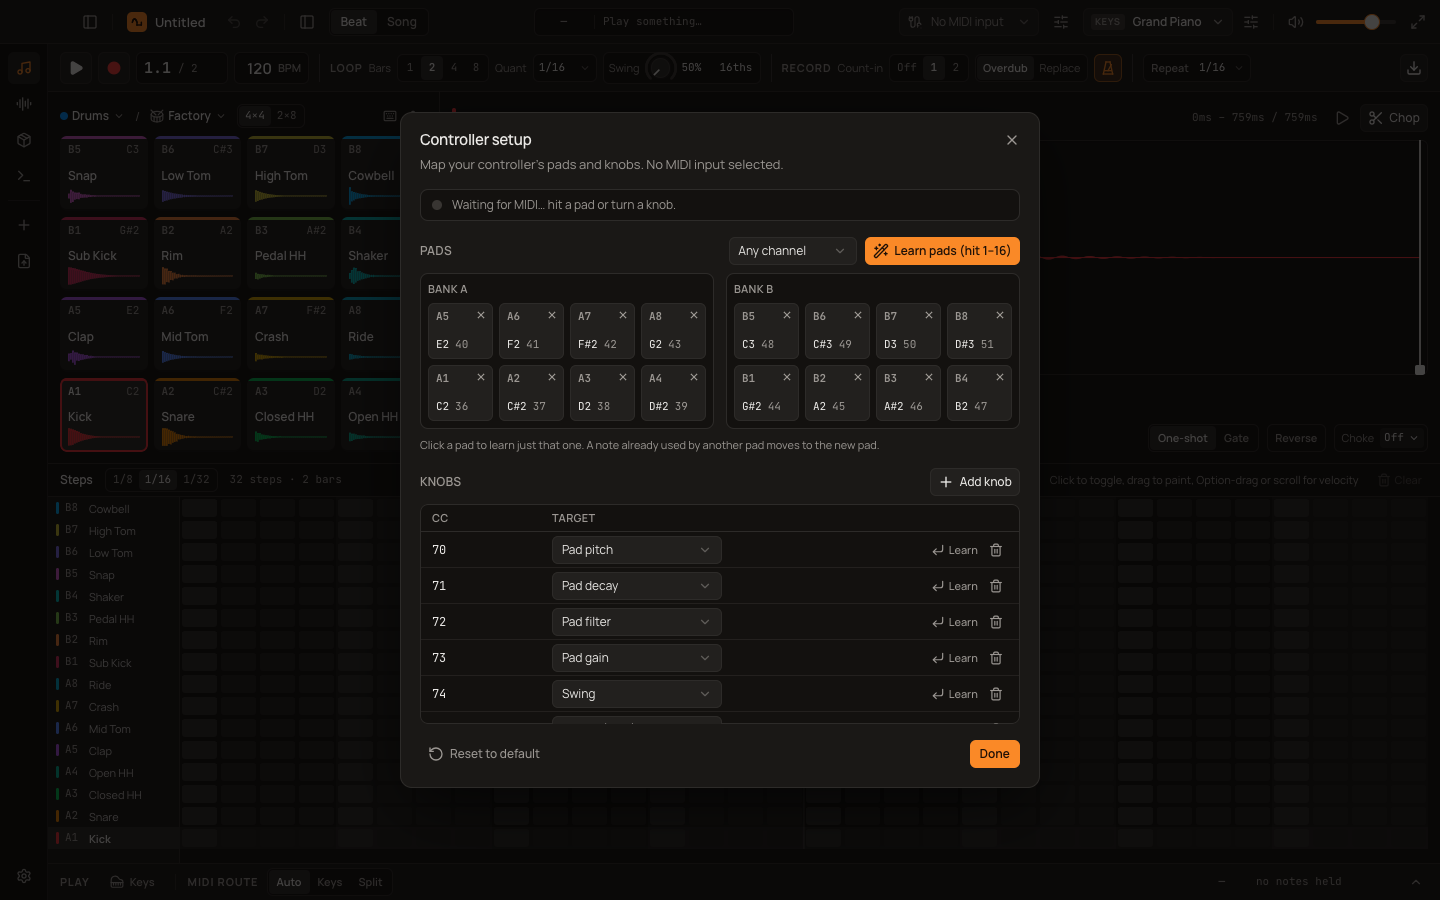 Untitled Beat Song – Play something… No MIDI input KEYS Grand Piano
1.1 / 2 120 BPM LOOP Bars 1 2 4 8 Quant 1/16 Swing 50% 16ths RECORD Count-in Off 1 2 Overdub Replace Repeat 1/16
Drums / Factory 4×4 2×8
0ms – 759ms / 759ms Chop
B5 C3 B6 C#3 B7 D3 B8
Snap Low Tom High Tom Cowbell
B1 G#2 B2 A2 B3 A#2 B4
Sub Kick Rim Pedal HH Shaker
A5 E2 A6 F2 A7 F#2 A8
Clap Mid Tom Crash Ride
A1 C2 A2 C#2 A3 D2 A4
Kick Snare Closed HH Open HH
One-shot Gate Reverse Choke Off
Controller setup
Map your controller's pads and knobs. No MIDI input selected.
Waiting for MIDI… hit a pad or turn a knob.
PADS Any channel Learn pads (hit 1–16)
BANK A
A5 A6 A7 A8
E2 40 F2 41 F#2 42 G2 43
A1 A2 A3 A4
C2 36 C#2 37 D2 38 D#2 39
BANK B
B5 B6 B7 B8
C3 48 C#3 49 D3 50 D#3 51
B1 B2 B3 B4
G#2 44 A2 45 A#2 46 B2 47
Click a pad to learn just that one. A note already used by another pad moves to the new pad.
KNOBS Add knob
CC TARGET
70 Pad pitch Learn
71 Pad decay Learn
72 Pad filter Learn
73 Pad gain Learn
74 Swing Learn
Reset to default Done
Steps 1/8 1/16 1/32 32 steps · 2 bars Click to toggle, drag to paint, Option-drag or scroll for velocity Clear
B8 Cowbell
B7 High Tom
B6 Low Tom
B5 Snap
B4 Shaker
B3 Pedal HH
B2 Rim
B1 Sub Kick
A8 Ride
A7 Crash
A6 Mid Tom
A5 Clap
A4 Open HH
A3 Closed HH
A2 Snare
A1 Kick
PLAY Keys MIDI ROUTE Auto Keys Split – no notes held